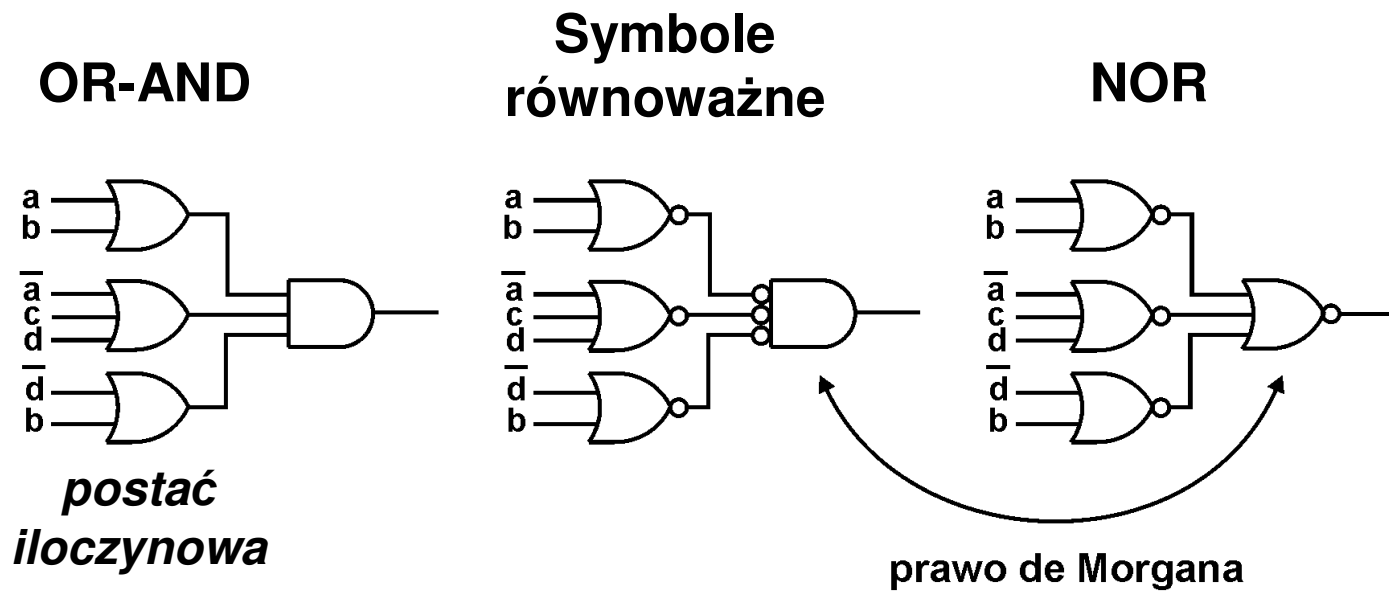 OR-AND
Symbole
równoważne
NOR
a
b
a̅
c
d
d̅
b
a
b
a̅
c
d
d̅
b
a
b
a̅
c
d
d̅
b
postać
iloczynowa
prawo de Morgana